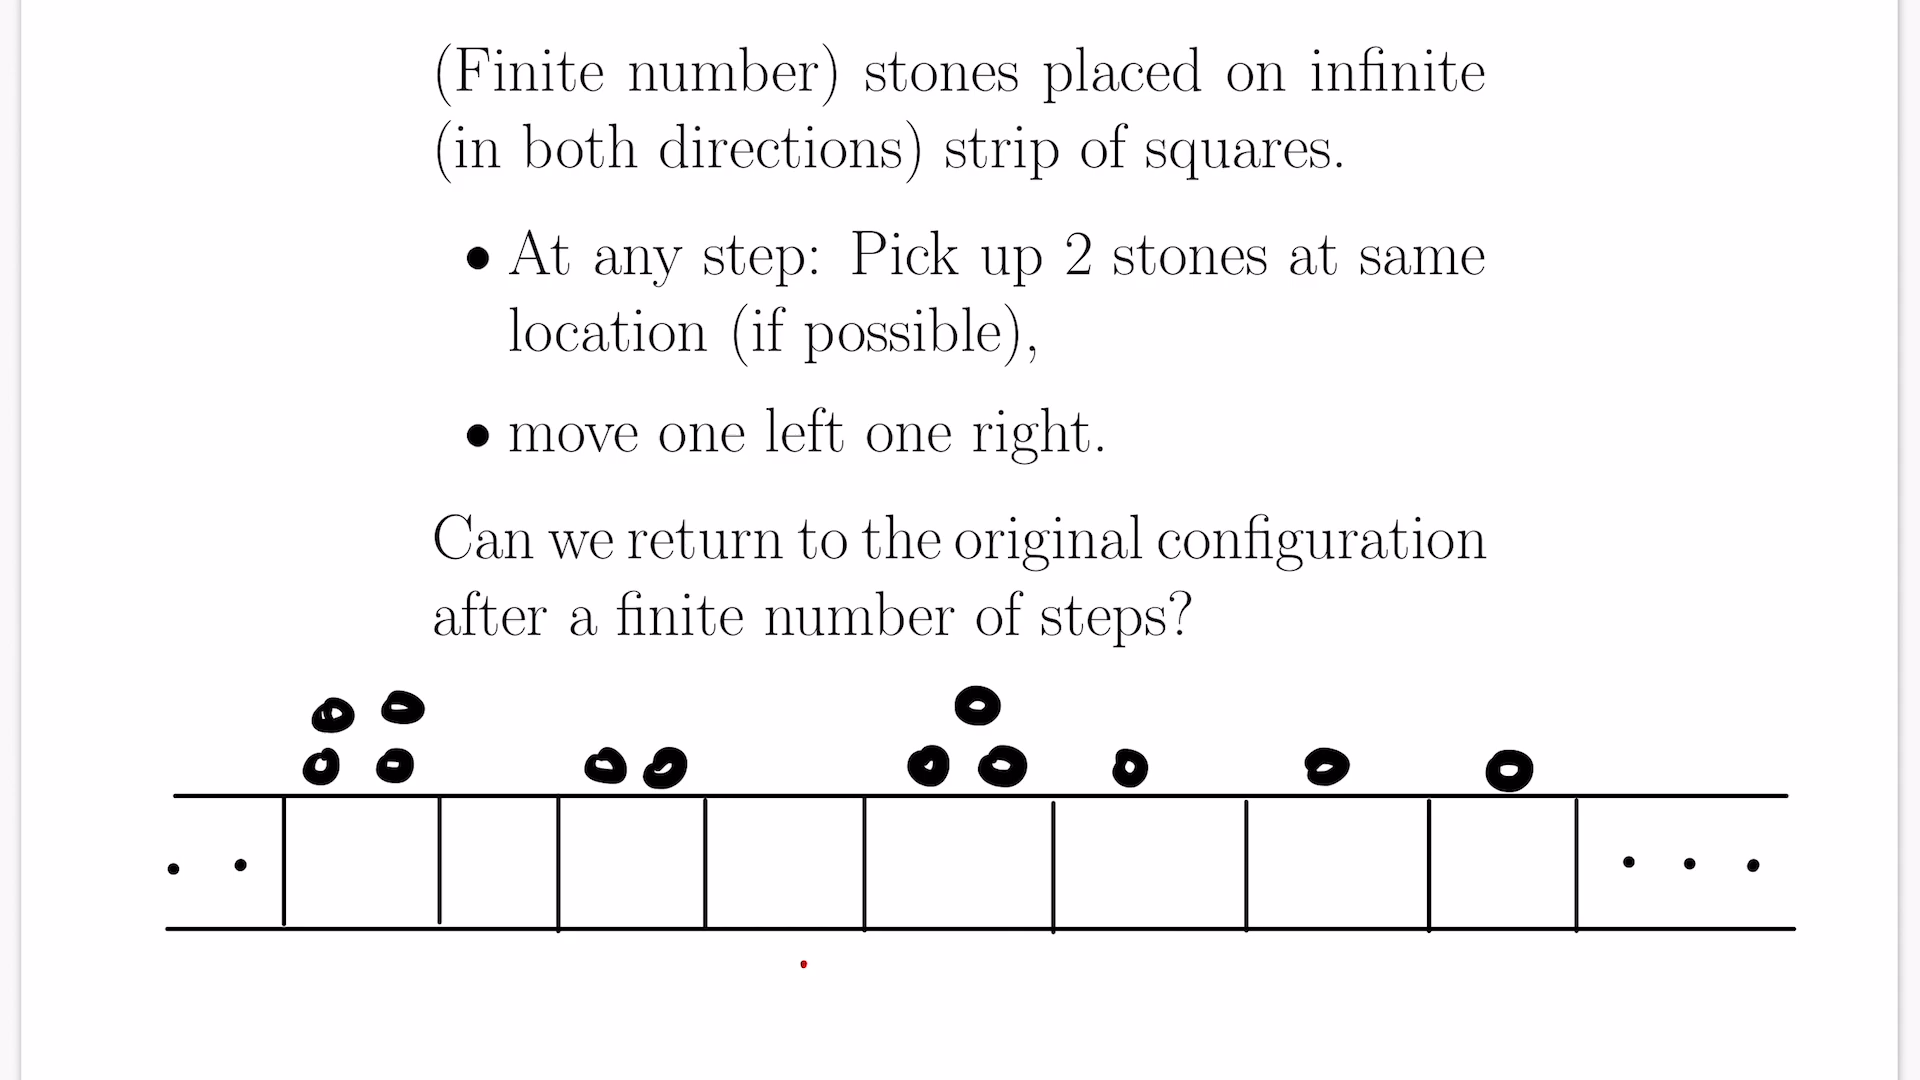 (Finite number) stones placed on infinite
(in both directions) strip of squares.
• At any step: Pick up 2 stones at same
location (if possible),
• move one left one right.
Can we return to the original configuration
after a finite number of steps?